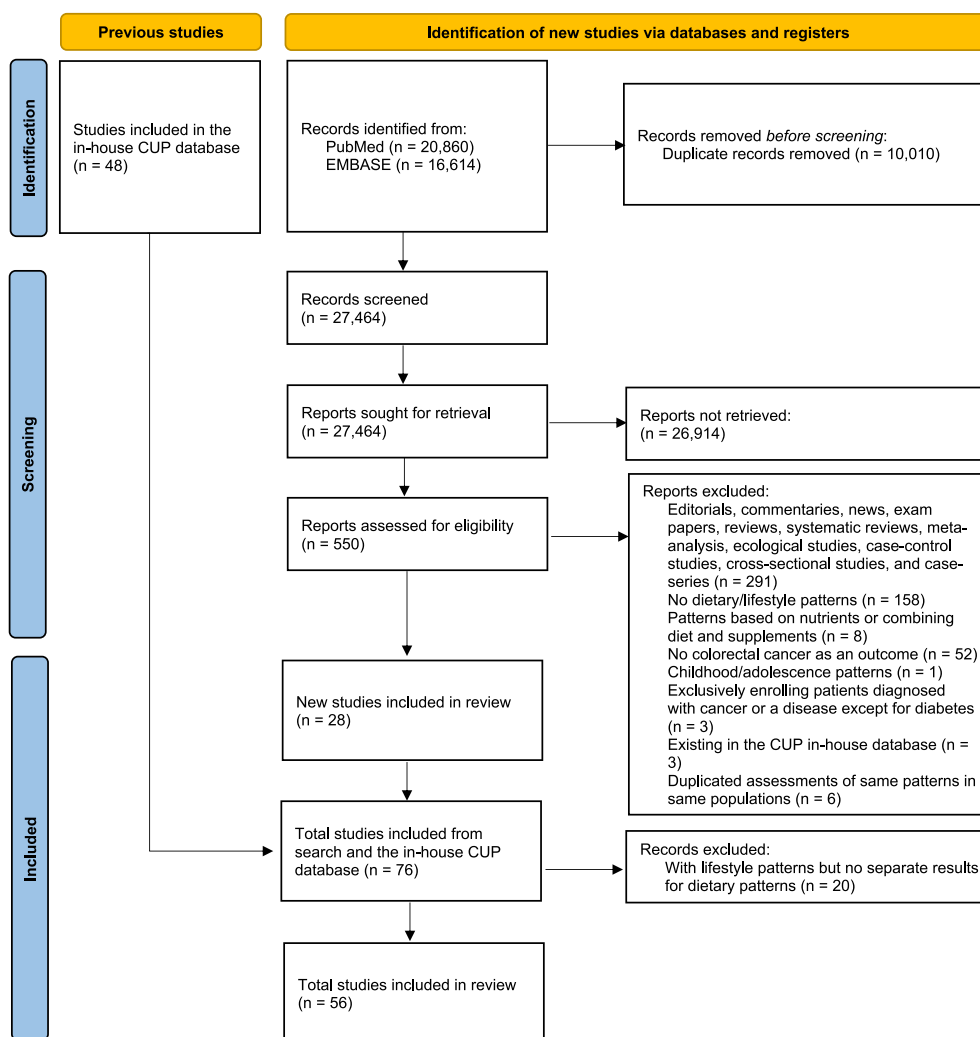 Previous studies
Identification of new studies via databases and registers
Identification
Studies included in the
in-house CUP database
(n = 48)
Records identified from:
PubMed (n = 20,860)
EMBASE (n = 16,614)
Records removed before screening:
Duplicate records removed (n = 10,010)
Screening
Records screened
(n = 27,464)
Reports sought for retrieval
(n = 27,464)
Reports not retrieved:
(n = 26,914)
Reports assessed for eligibility
(n = 550)
Reports excluded:
Editorials, commentaries, news, exam
papers, reviews, systematic reviews, meta-
analysis, ecological studies, case-control
studies, cross-sectional studies, and case-
series (n = 291)
No dietary/lifestyle patterns (n = 158)
Patterns based on nutrients or combining
diet and supplements (n = 8)
No colorectal cancer as an outcome (n = 52)
Childhood/adolescence patterns (n = 1)
Exclusively enrolling patients diagnosed
with cancer or a disease except for diabetes
(n = 3)
Existing in the CUP in-house database (n =
3)
Duplicated assessments of same patterns in
same populations (n = 6)
Included
New studies included in review
(n = 28)
Total studies included from
search and the in-house CUP
database (n = 76)
Records excluded:
With lifestyle patterns but no separate results
for dietary patterns (n = 20)
Total studies included in review
(n = 56)